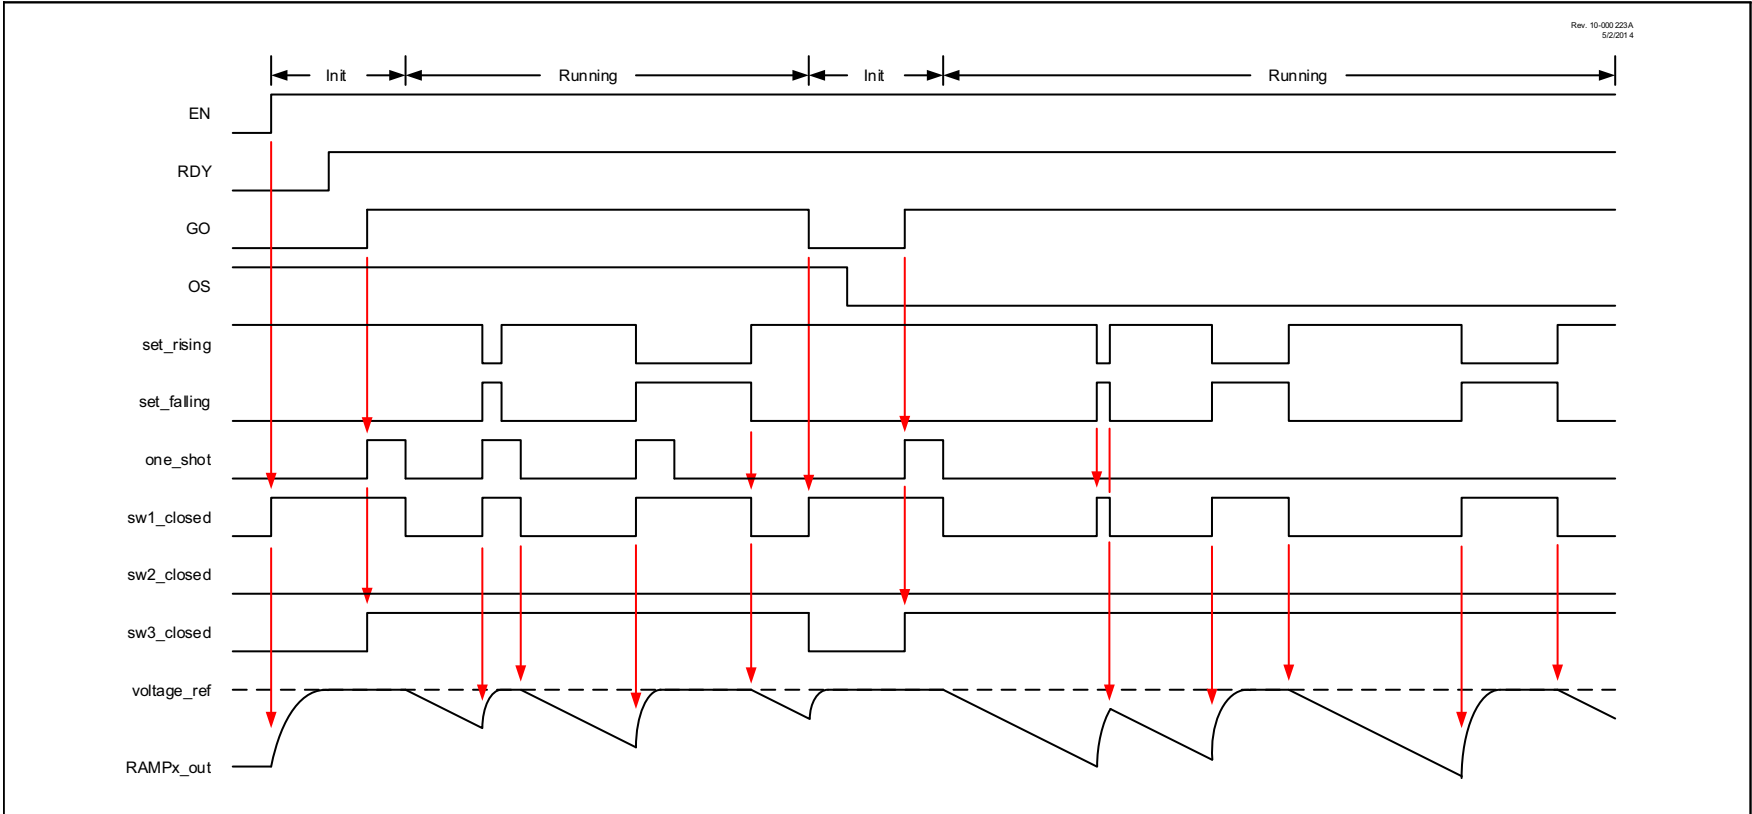 Rev. 10-000223A
5/2/2014
Init
Running
Init
Running
EN
RDY
GO
OS
set_rising
set_falling
one_shot
sw1_closed
sw2_closed
sw3_closed
voltage_ref
RAMPx_out